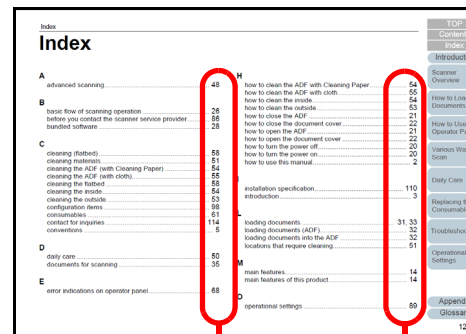 Index
Index
A
advanced scanning 48
B
basic flow of scanning operation 26
before you contact the scanner service provider 86
bundled software 28
C
cleaning (flatbed) 58
cleaning materials 51
cleaning the ADF (with Cleaning Paper) 54
cleaning the ADF (with cloth) 55
cleaning the flatbed 58
cleaning the inside 54
cleaning the outside 53
configuration items 98
consumables 61
contact for inquiries 114
conventions 5
D
daily care 50
documents for scanning 35
E
error indications on operator panel 68
H
how to clean the ADF with Cleaning Paper 54
how to clean the ADF with cloth 55
how to clean the inside 54
how to clean the outside 53
how to close the ADF 21
how to close the document cover 22
how to open the ADF 21
how to open the document cover 22
how to turn the power off 20
how to turn the power on 20
how to use this manual 2
I
installation specification 110
introduction 3
L
loading documents 31, 33
loading documents (ADF) 32
loading documents into the ADF 32
locations that require cleaning 51
M
main features 14
main features of this product 14
O
operational settings 89
TOP
Content
Index
Introduct
Scanner
Overview
How to Loa
Documents
How to Use
Operator Pa
Various Wa
Scan
Daily Care
Replacing t
Consumabl
Troubleshoo
Operational
Settings
Append
Glossar
12